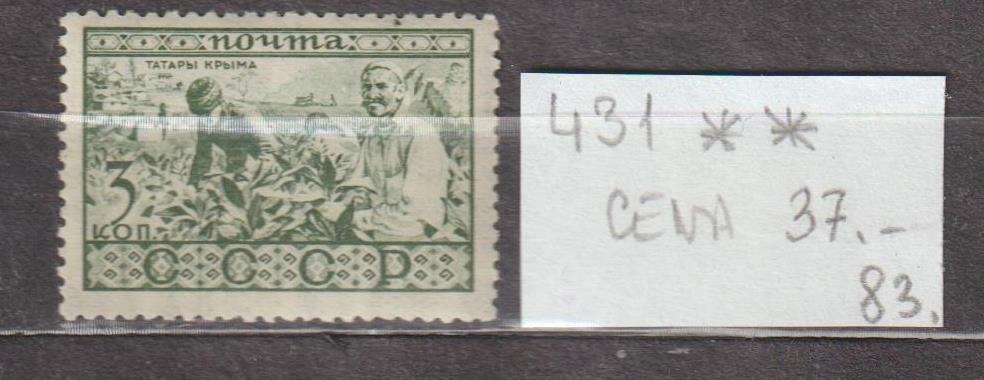 почта
ТАТАРЫ КРЫМА
3
КОП.
СССР
431 * *
CENA 37.-
83.